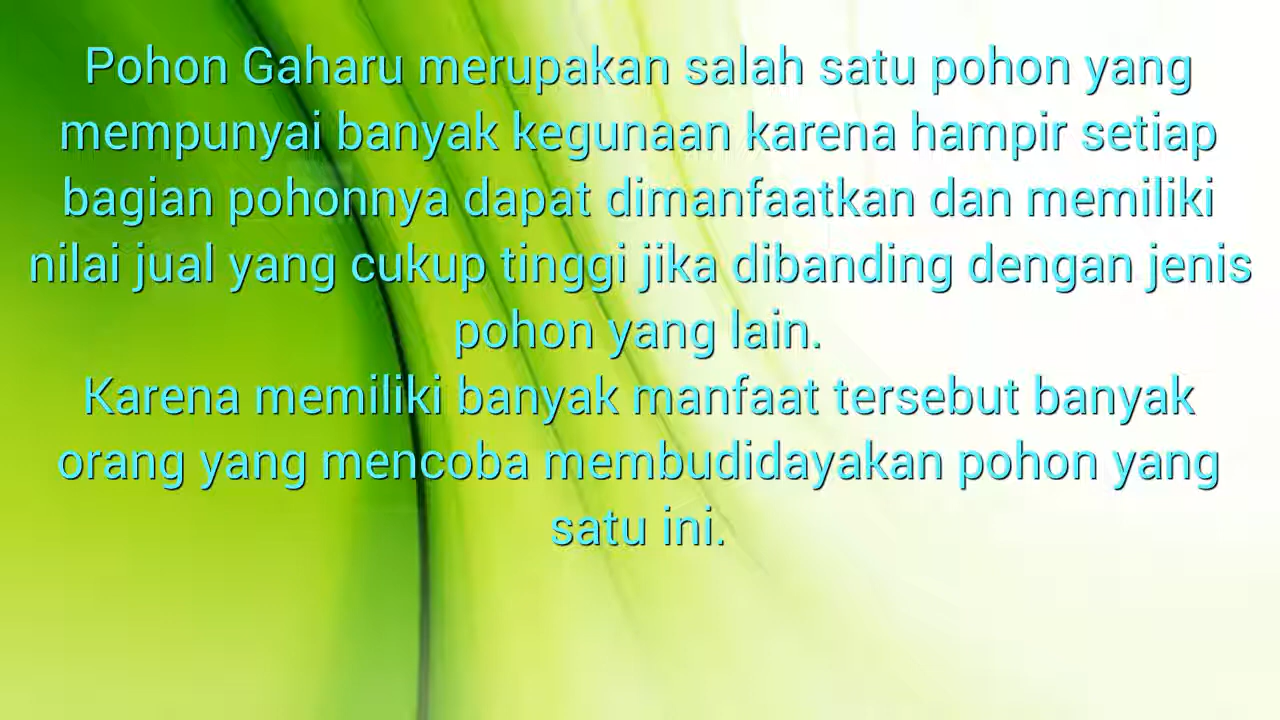 Pohon Gaharu merupakan salah satu pohon yang
mempunyai banyak kegunaan karena hampir setiap
bagian pohonnya dapat dimanfaatkan dan memiliki
nilai jual yang cukup tinggi jika dibanding dengan jenis
pohon yang lain.
Karena memiliki banyak manfaat tersebut banyak
orang yang mencoba membudidayakan pohon yang
satu ini.